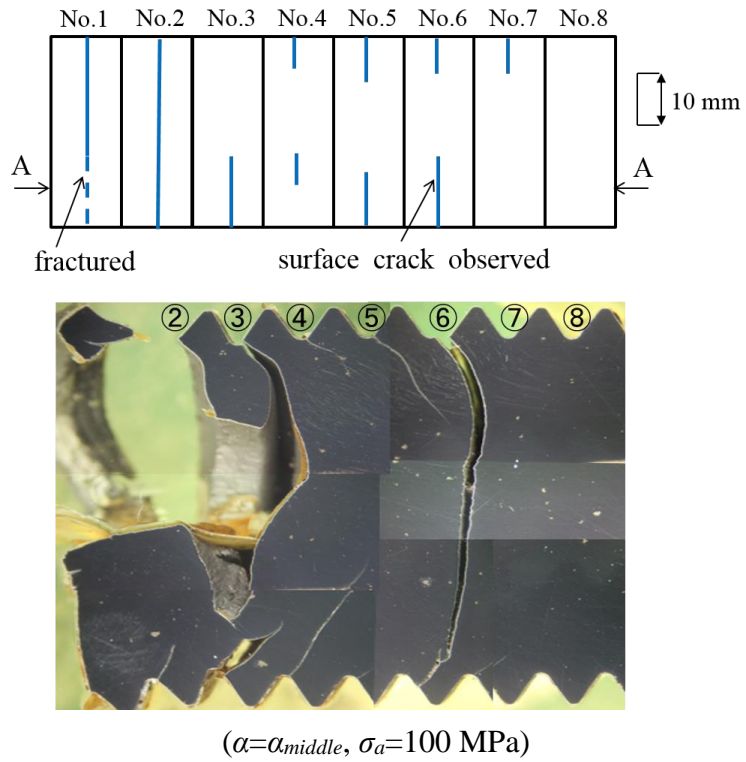 No.1 No.2 No.3 No.4 No.5 No.6 No.7 No.8
10 mm
A A
fractured surface crack observed
② ③ ④ ⑤ ⑥ ⑦ ⑧
(α=αmiddle, σa=100 MPa)